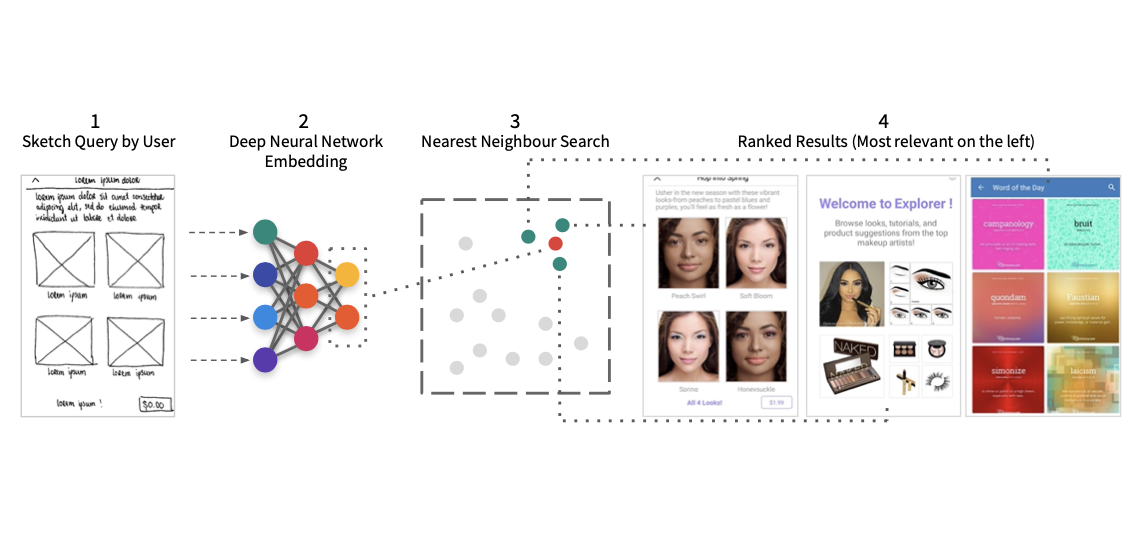 1
Sketch Query by User
2
Deep Neural Network
Embedding
3
Nearest Neighbour Search
4
Ranked Results (Most relevant on the left)
lorem ipsum dolor
lorem ipsum dolor sit amet consectetur
adipising elit, sed do eiusmod tempor
incididunt ut labore et dolore
lorem ipsum
lorem ipsum
lorem ipsum
lorem ipsum
lorem ipsum !
$0.00
Hop into Spring
Usher in the new season with these vibrant
looks-from peaches to pastel blues and
purples, you'll feel as fresh as a flower!
Peach Swirl
Soft Bloom
Spring
Honeysuckle
All 4 Looks!
$1.99
Welcome to Explorer !
Browse looks, tutorials, and
product suggestions from the top
makeup artists!
NAKED
Word of the Day
campanology
bruit
quondam
Faustian
simonize
laicism